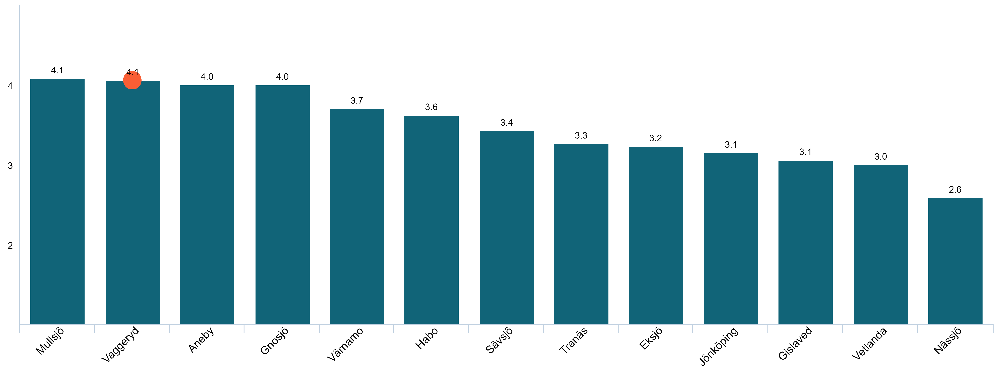 4.1
4.1
4.0
4.0
3.7
3.6
3.4
3.3
3.2
3.1
3.1
3.0
2.6
4
3
2
Mullsjö
Vaggeryd
Aneby
Gnosjö
Värnamo
Habo
Sävsjö
Tranås
Eksjö
Jönköping
Gislaved
Vetlanda
Nässjö